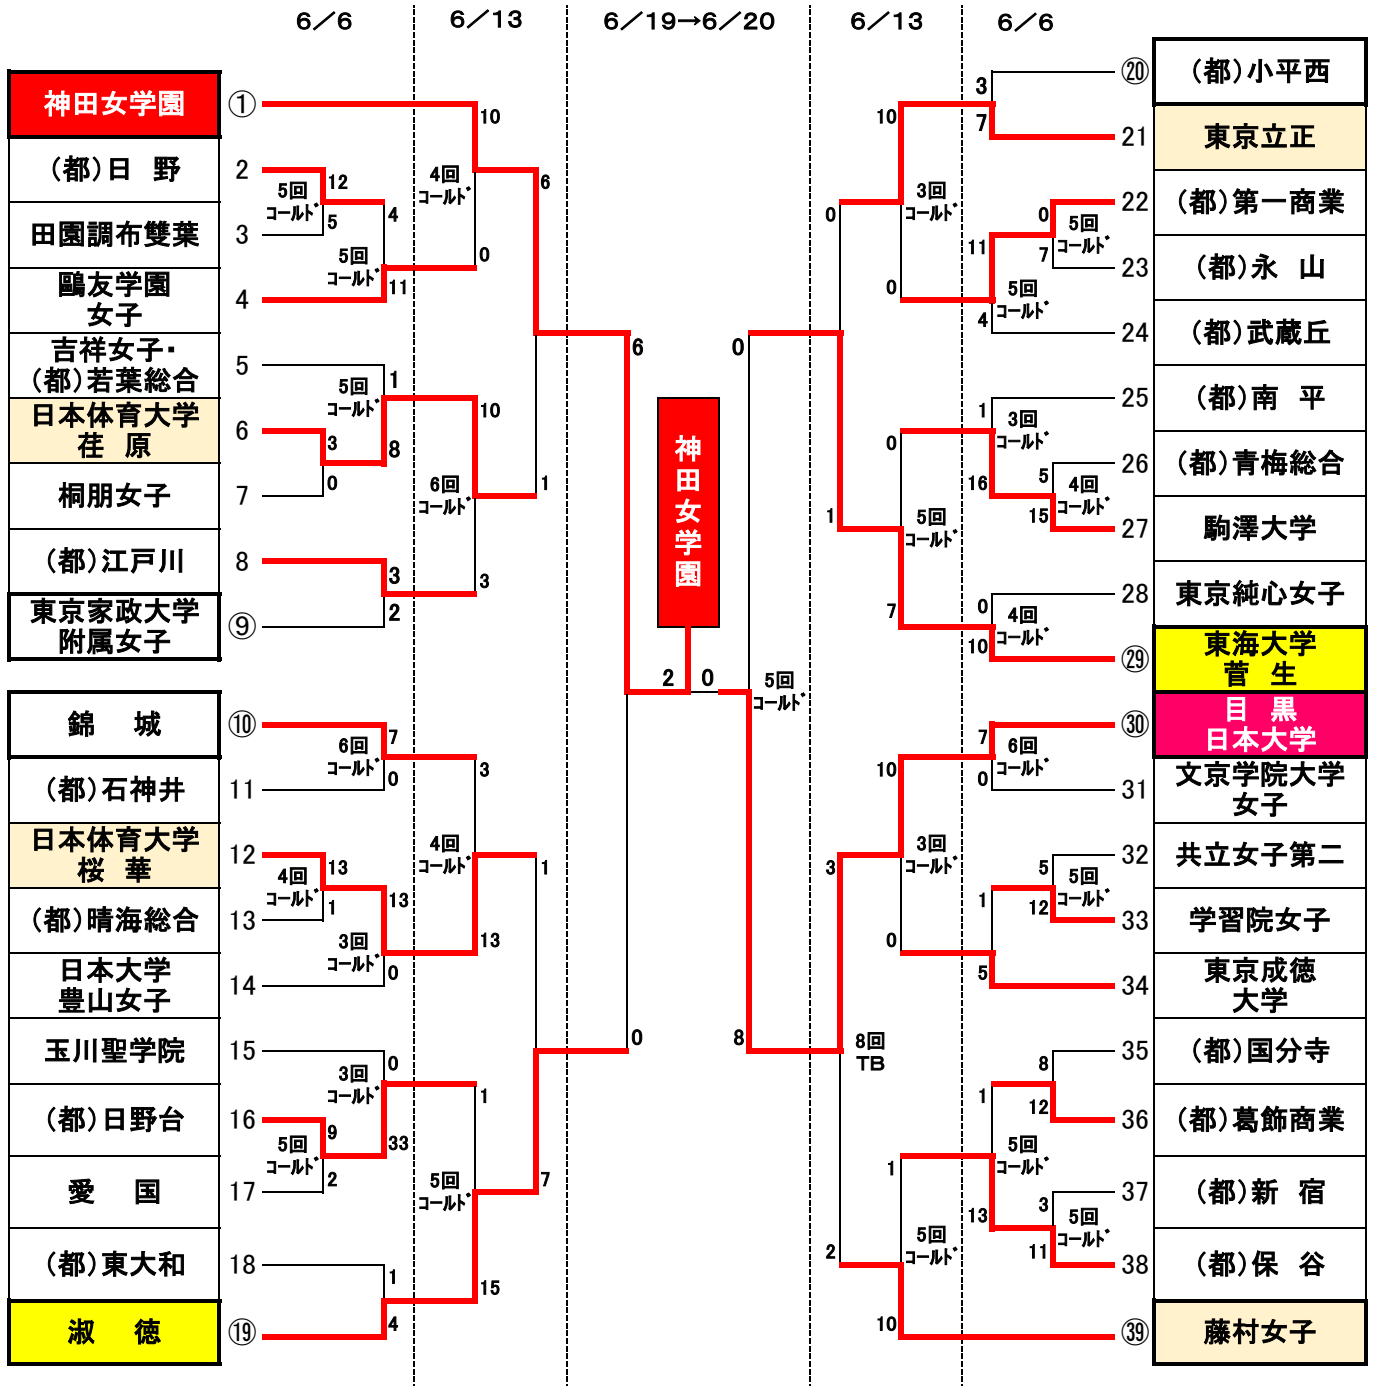 6／6
6／13
6／19→6／20
6／13
6／6
神田女学園 ①
（都）日　野 2
田園調布雙葉 3
鷗友学園
女子 4
吉祥女子・
（都）若葉総合 5
日本体育大学
荏　原 6
桐朋女子 7
（都）江戸川 8
東京家政大学
附属女子 ⑨
錦　城 ⑩
（都）石神井 11
日本体育大学
桜　華 12
（都）晴海総合 13
日本大学
豊山女子 14
玉川聖学院 15
（都）日野台 16
愛　国 17
（都）東大和 18
淑　徳 ⑲
12
5回
コールド
5
4
5回
コールド
11
1
5回
コールド
8
3
0
3
2
7
6回
コールド
0
13
4回
コールド
1
13
3回
コールド
0
0
3回
コールド
33
9
5回
コールド
2
1
4
10
4回
コールド
0
10
6回
コールド
3
3
4回
コールド
13
1
5回
コールド
15
6
1
1
7
6
0
神田女学園
2
0
0
5回
コールド
8
0
1
3
8回
TB
2
10
3回
コールド
0
0
5回
コールド
7
10
3回
コールド
0
1
5回
コールド
10
3
7
0
5回
コールド
7
11
5回
コールド
4
1
3回
コールド
16
5
4回
コールド
15
0
4回
コールド
10
7
6回
コールド
0
5
5回
コールド
12
1
5
8
12
1
5回
コールド
13
3
5回
コールド
11
⑳ （都）小平西
21 東京立正
22 （都）第一商業
23 （都）永　山
24 （都）武蔵丘
25 （都）南　平
26 （都）青梅総合
27 駒澤大学
28 東京純心女子
㉙ 東海大学
菅　生
㉚ 目　黒
日本大学
31 文京学院大学
女子
32 共立女子第二
33 学習院女子
34 東京成徳
大学
35 （都）国分寺
36 （都）葛飾商業
37 （都）新　宿
38 （都）保　谷
㊴ 藤村女子